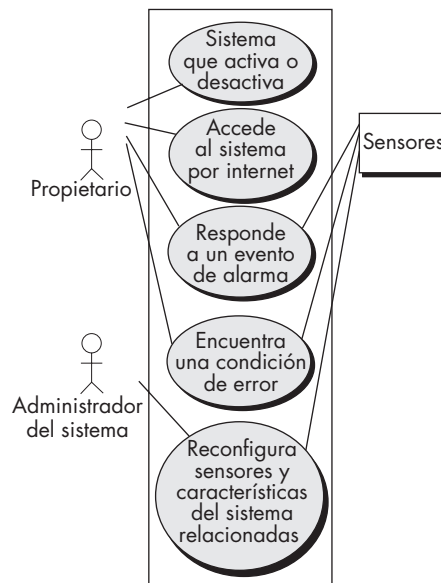 Sistema
que activa o
desactiva
Accede
al sistema
por internet
Sensores
Propietario
Responde
a un evento
de alarma
Encuentra
una condición
de error
Administrador
del sistema
Reconfigura
sensores y
características
del sistema
relacionadas